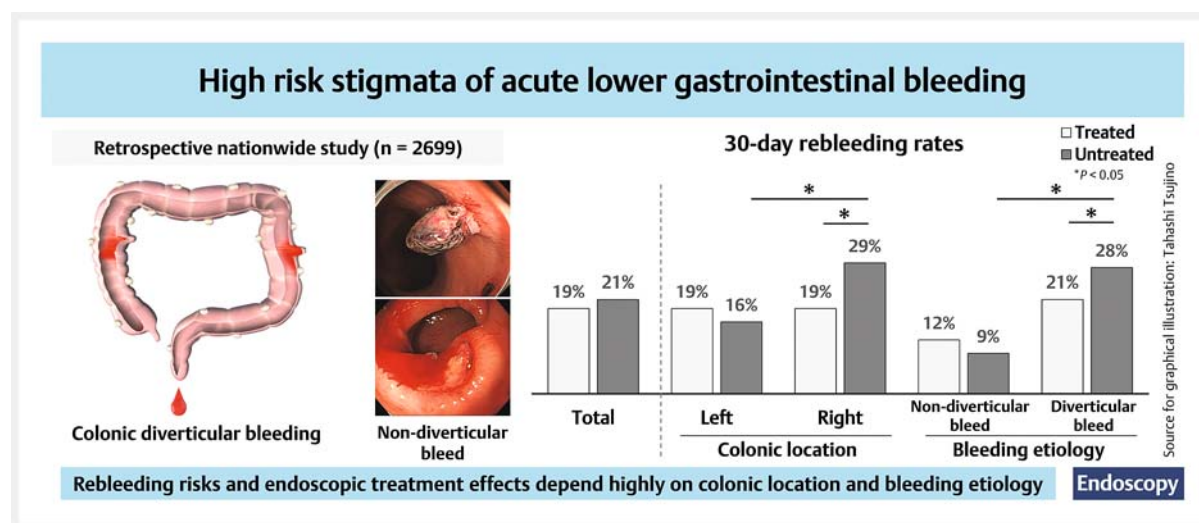 High risk stigmata of acute lower gastrointestinal bleeding
Retrospective nationwide study (n = 2699)
Colonic diverticular bleeding
Non-diverticular
bleed
30-day rebleeding rates
Treated
Untreated
*P < 0.05
*
*
*
*
19%
21%
19%
16%
19%
29%
12%
9%
21%
28%
Total
Left
Right
Non-diverticular
bleed
Diverticular
bleed
Colonic location
Bleeding etiology
Source for graphical illustration: Tahashi Tsujino
Rebleeding risks and endoscopic treatment effects depend highly on colonic location and bleeding etiology
Endoscopy